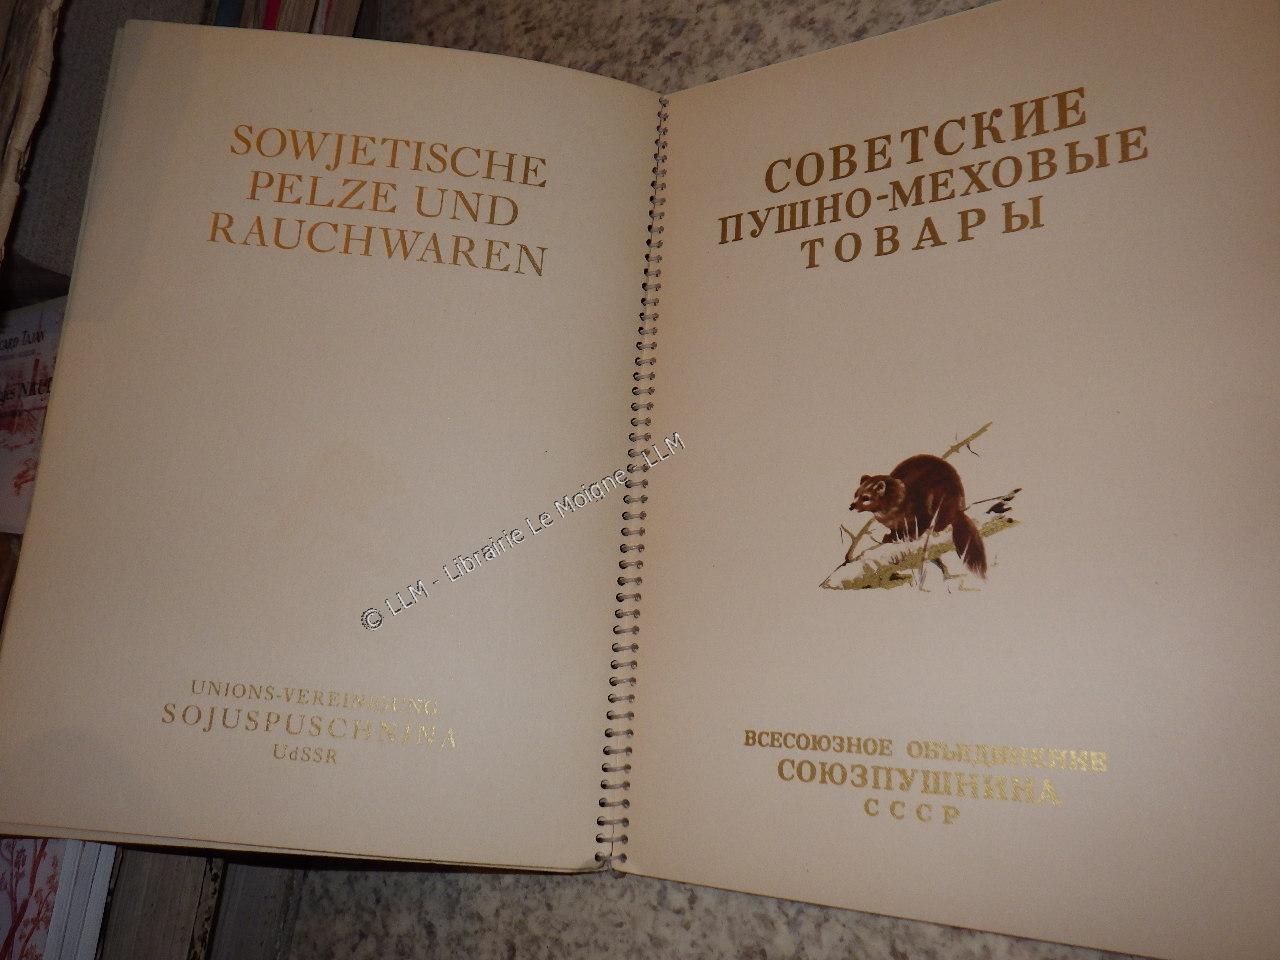 SOWJETISCHE
PELZE UND
RAUCHWAREN
UNIONS-VEREINIGUNG
SOJUSPUSCHNINA
UdSSR
СОВЕТСКИЕ
ПУШНО-МЕХОВЫЕ
ТОВАРЫ
ВСЕСОЮЗНОЕ ОБЪЕДИНЕНИЕ
СОЮЗПУШНИНА
СССР
© LLM - Librairie Le Moigne - LLM
TAJAN